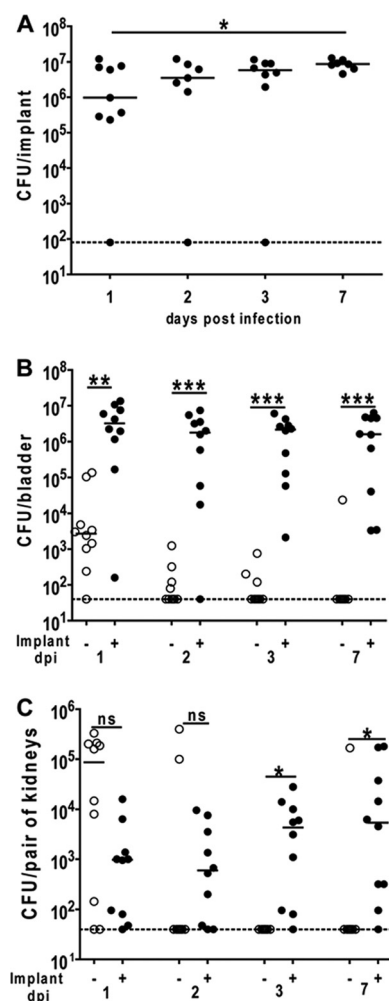 A
*
CFU/implant
10⁸
10⁷
10⁶
10⁵
10⁴
10³
10²
10¹
1 2 3 7
days post infection
B
** *** *** ***
CFU/bladder
10⁸
10⁷
10⁶
10⁵
10⁴
10³
10²
10¹
Implant - + - + - + - +
dpi 1 2 3 7
C
ns ns * *
CFU/pair of kidneys
10⁶
10⁵
10⁴
10³
10²
10¹
Implant - + - + - + - +
dpi 1 2 3 7